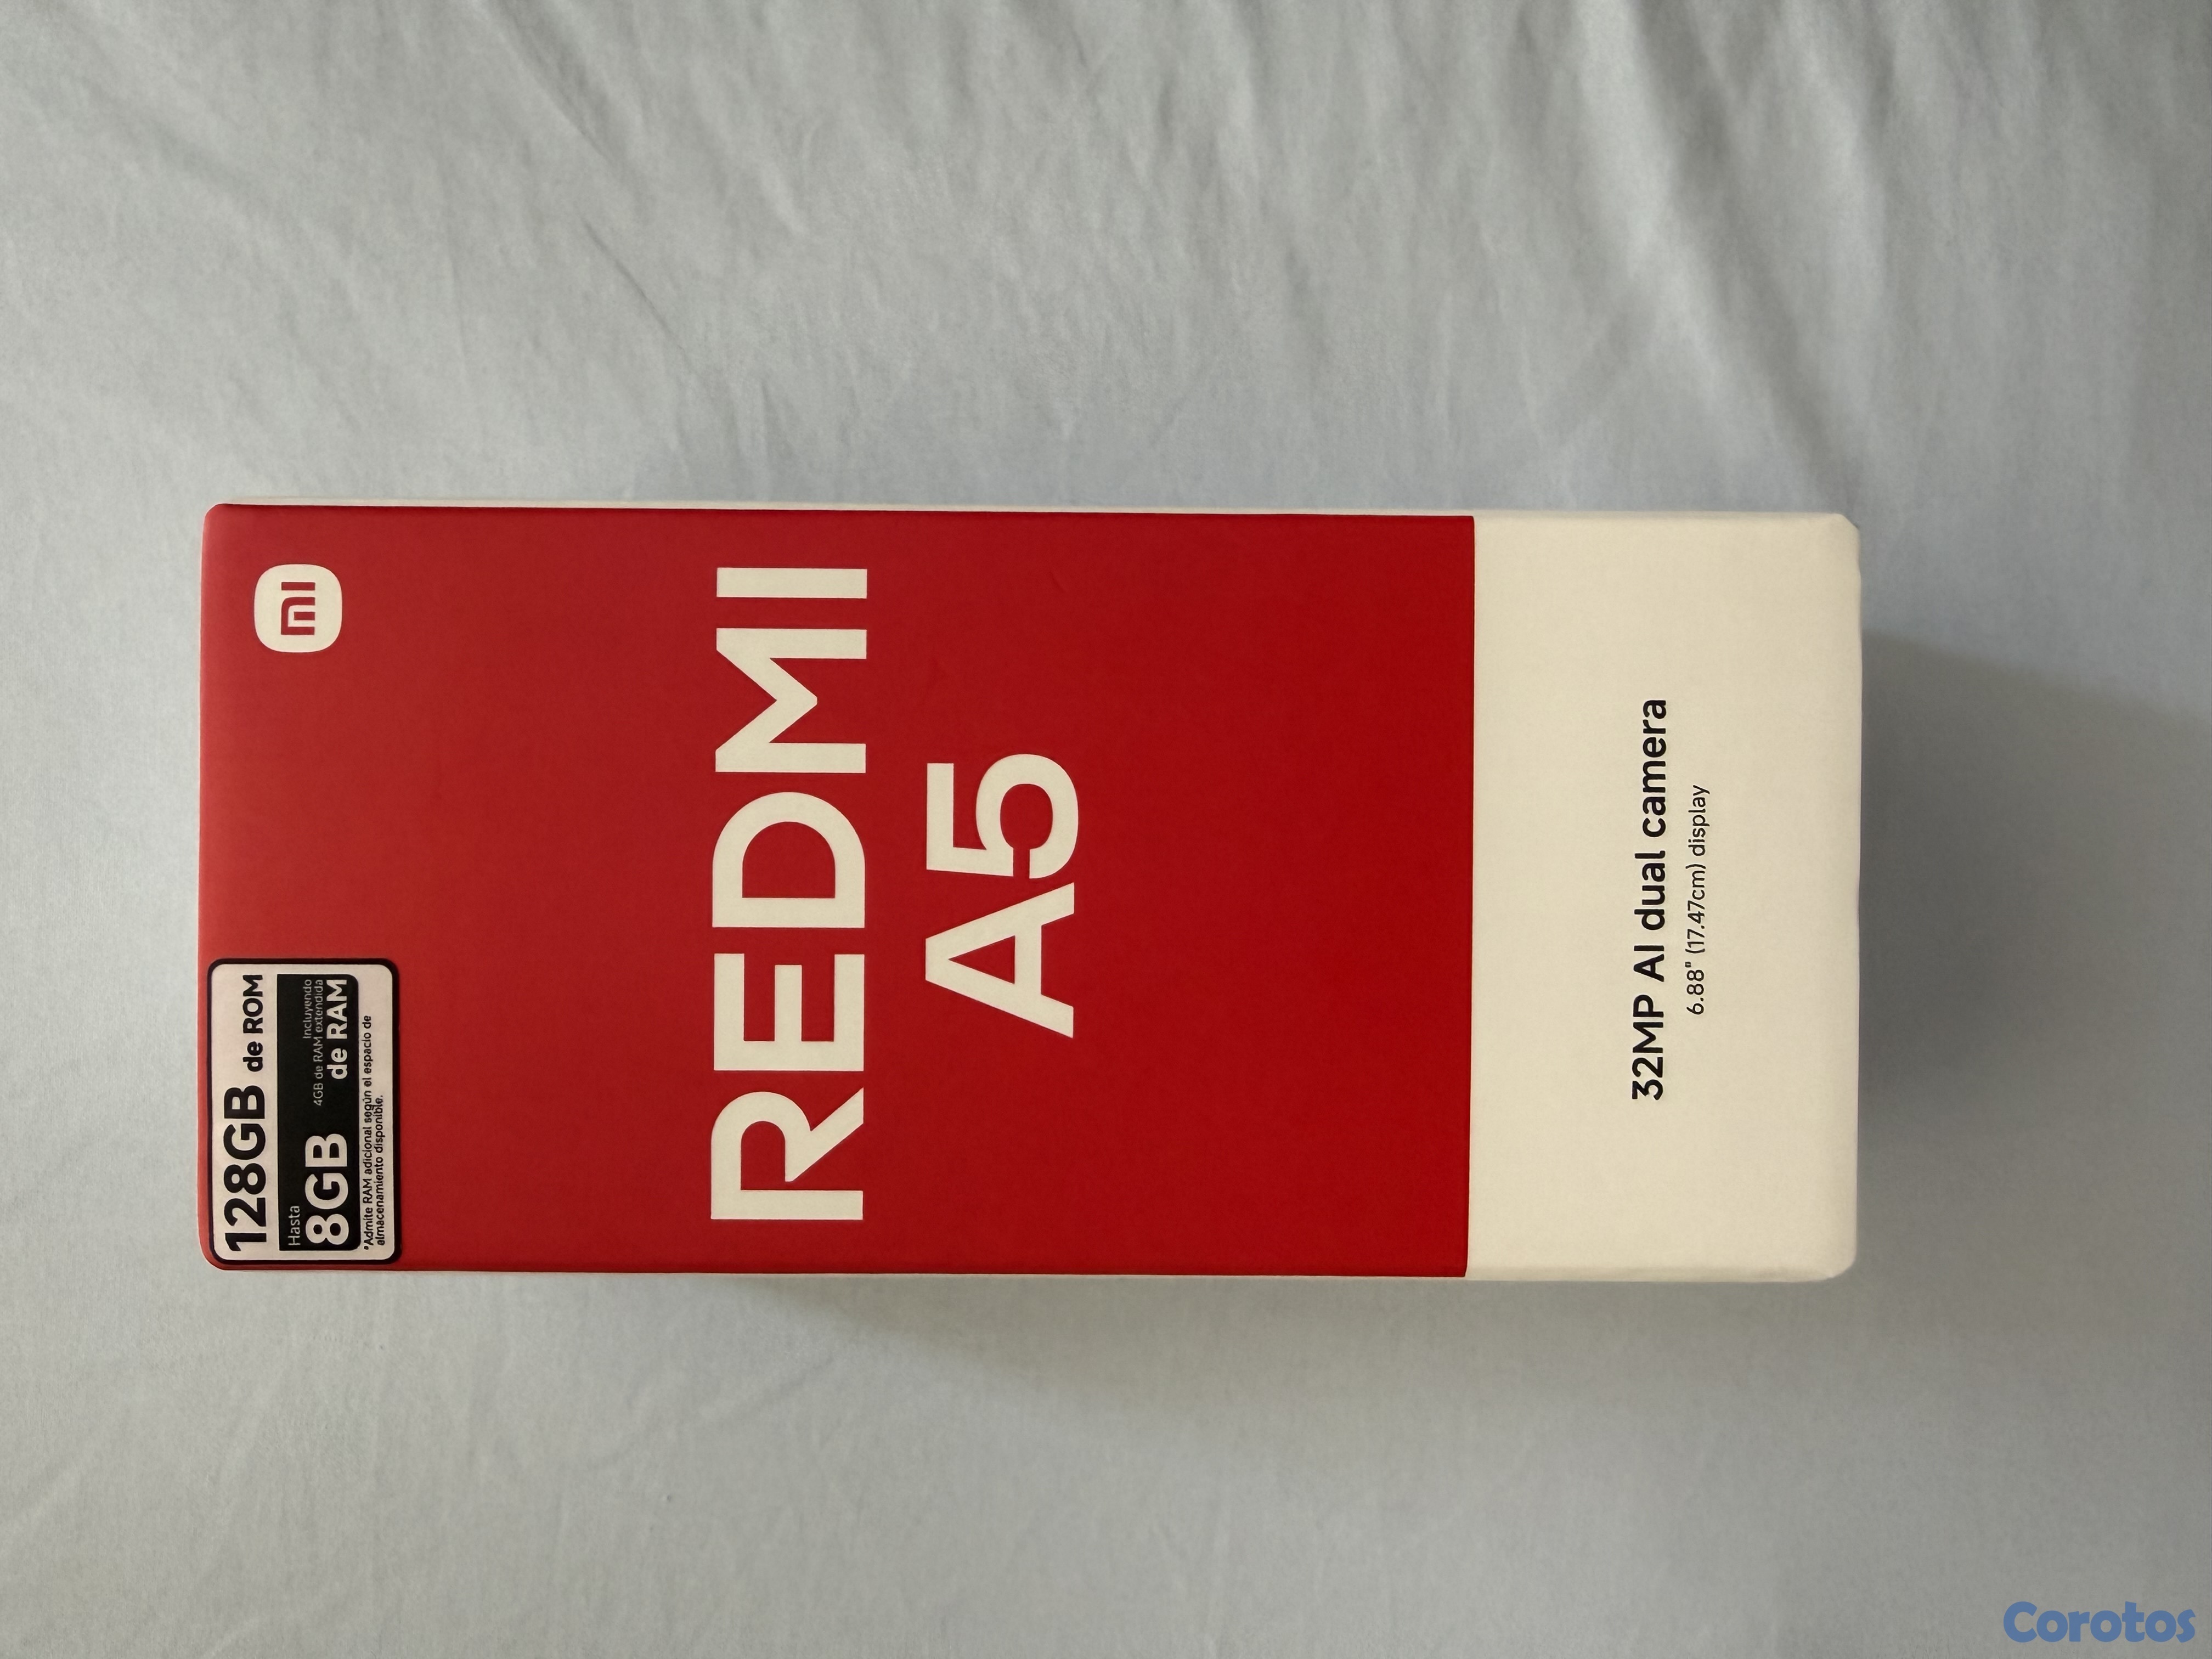 mi
128GB de ROM
Hasta
8GB
Incluyendo
4GB de RAM extendida
de RAM
*Admite RAM adicional según el espacio de
almacenamiento disponible.
REDMI
A5
32MP AI dual camera
6.88" (17.47cm) display
Corotos